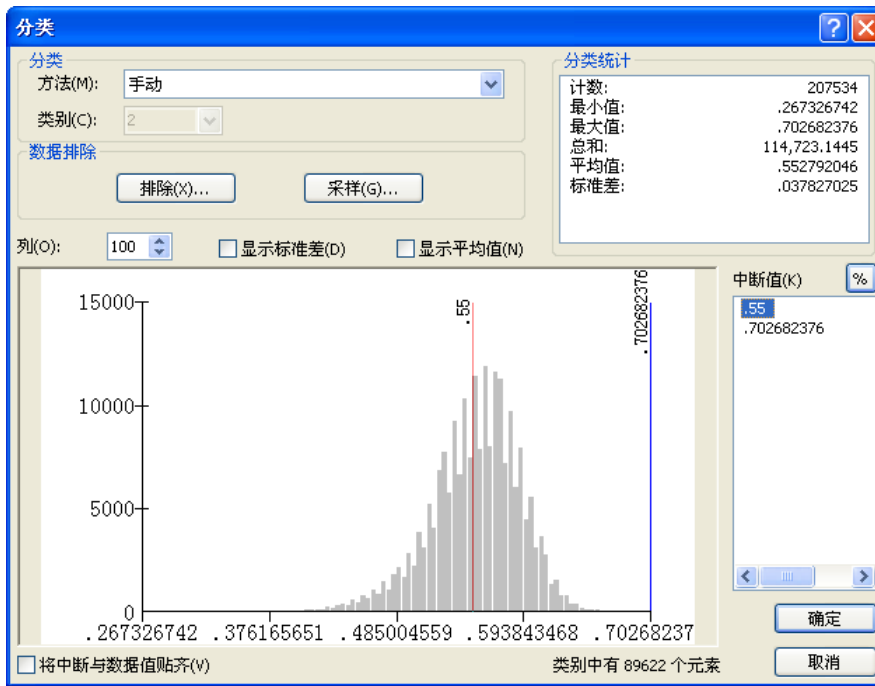 分类
分类
方法(M): 手动
类别(C): 2
数据排除
排除(X)... 采样(G)...
分类统计
计数: 207534
最小值: .267326742
最大值: .702682376
总和: 114,723.1445
平均值: .552792046
标准差: .037827025
列(O): 100 显示标准差(D) 显示平均值(N)
中断值(K) %
.55
.702682376
15000
10000
5000
0
.55
.702682376
.267326742 .376165651 .485004559 .593843468 .70268237
将中断与数据值贴齐(V) 类别中有 89622 个元素
确定
取消